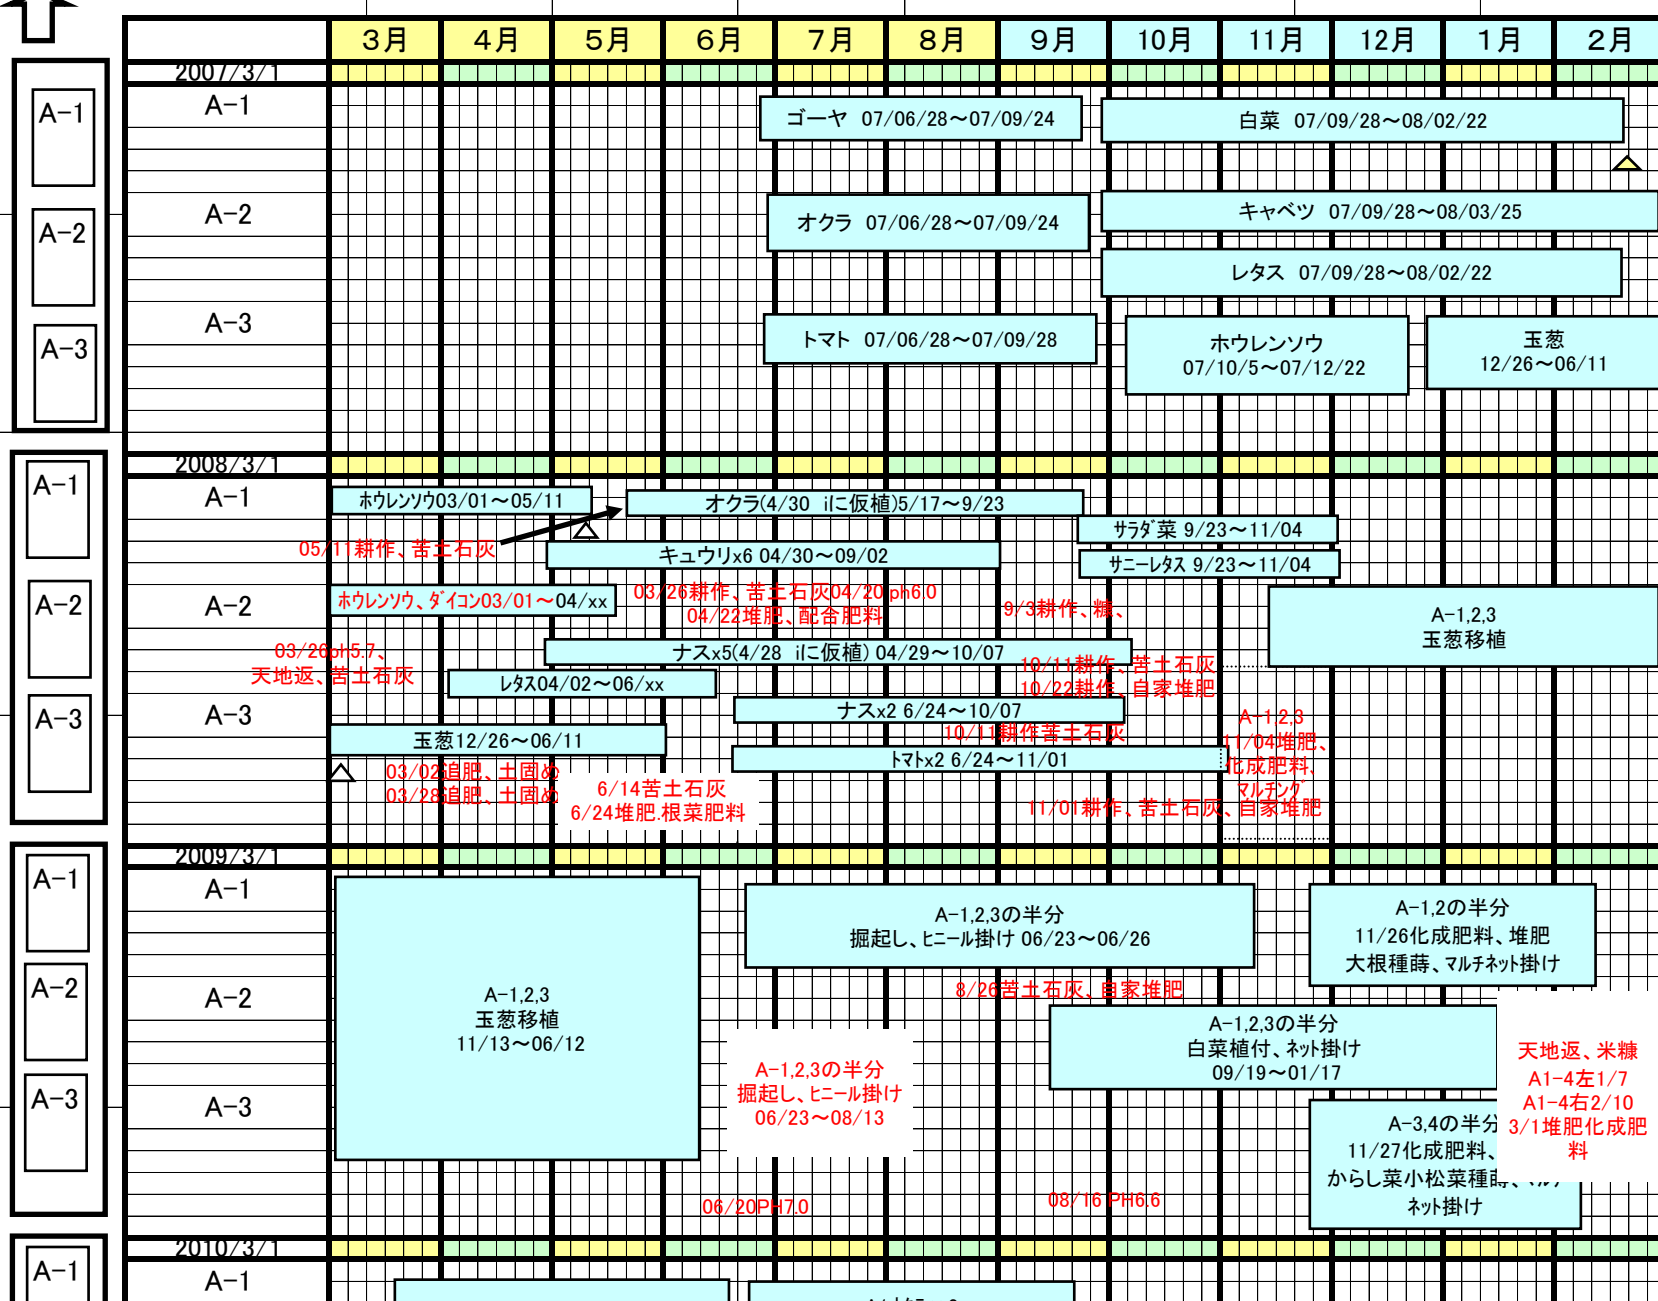 3月 4月 5月 6月 7月 8月 9月 10月 11月 12月 1月 2月
2007/3/1
A-1
A-1
ゴーヤ 07/06/28～07/09/24
白菜 07/09/28～08/02/22
A-2
A-2
オクラ 07/06/28～07/09/24
キャベツ 07/09/28～08/03/25
レタス 07/09/28～08/02/22
A-3
A-3
トマト 07/06/28～07/09/28
ホウレンソウ
07/10/5～07/12/22
玉葱
12/26～06/11
2008/3/1
A-1
A-1
ホウレンソウ03/01～05/11
オクラ(4/30 iに仮植)5/17～9/23
サラダ菜 9/23～11/04
05/11耕作、苦土石灰
キュウリx6 04/30～09/02
サニーレタス 9/23～11/04
A-2
A-2
ホウレンソウ、ダイコン03/01～04/xx
03/26耕作、苦土石灰04/20 ph6.0
04/22堆肥、配合肥料
9/3耕作、糠、
A-1,2,3
玉葱移植
03/26ph5.7、
天地返、苦土石灰
ナスx5(4/28 iに仮植) 04/29～10/07
10/11耕作、苦土石灰
10/22耕作、自家堆肥
レタス04/02～06/xx
A-3
A-3
ナスx2 6/24～10/07
10/11耕作苦土石灰
A-1,2,3
11/04堆肥、
化成肥料、
マルチング
玉葱12/26～06/11
トマトx2 6/24～11/01
03/02追肥、土固め
03/28追肥、土固め
6/14苦土石灰
6/24堆肥.根菜肥料
11/01耕作、苦土石灰、自家堆肥
2009/3/1
A-1
A-1
A-1,2,3の半分
掘起し、ヒニール掛け 06/23～06/26
A-1,2の半分
11/26化成肥料、堆肥
大根種蒔、マルチネット掛け
A-2
A-2
A-1,2,3
玉葱移植
11/13～06/12
8/26苦土石灰、自家堆肥
A-1,2,3の半分
白菜植付、ネット掛け
09/19～01/17
天地返、米糠
A1-4左1/7
A1-4右2/10
3/1堆肥化成肥
料
A-3
A-3
A-1,2,3の半分
掘起し、ヒニール掛け
06/23～08/13
A-3,4の半分
11/27化成肥料、
からし菜小松菜種蒔、マルチ
ネット掛け
06/20PH7.0
08/16 PH6.6
2010/3/1
A-1
A-1